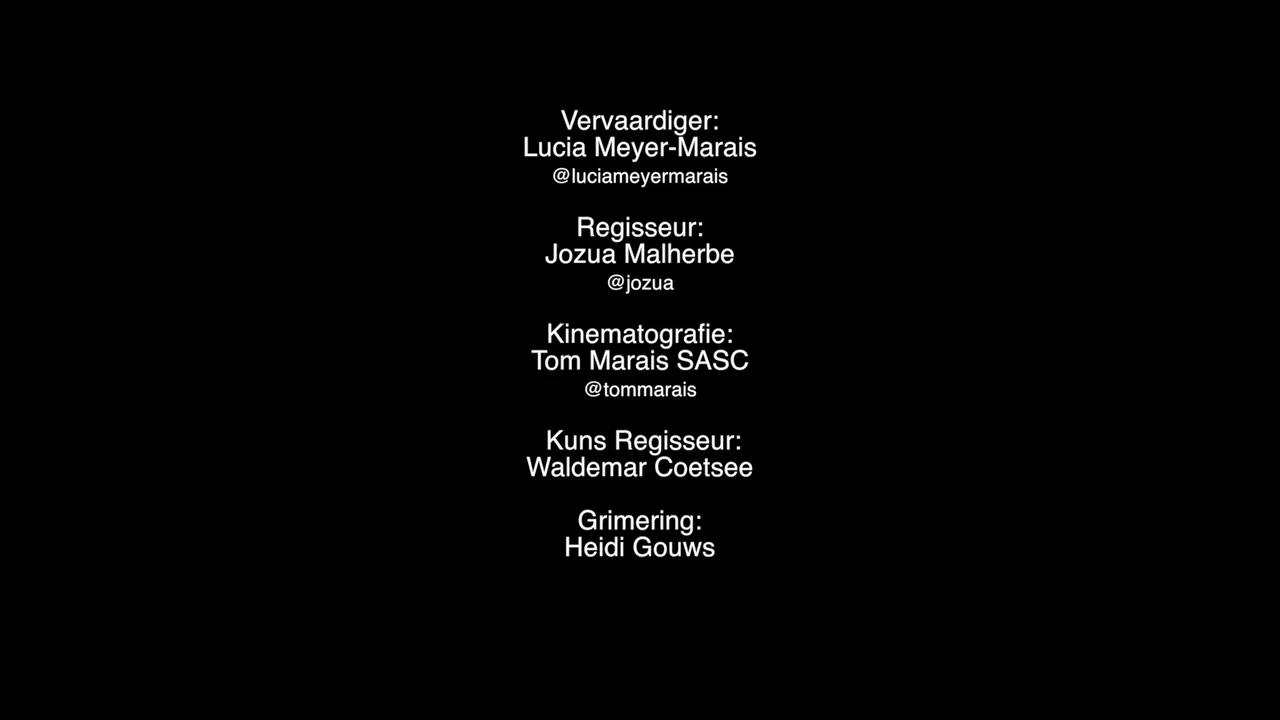 Vervaardiger:
Lucia Meyer-Marais
@luciameyermarais
Regisseur:
Jozua Malherbe
@jozua
Kinematografie:
Tom Marais SASC
@tommarais
Kuns Regisseur:
Waldemar Coetsee
Grimering:
Heidi Gouws